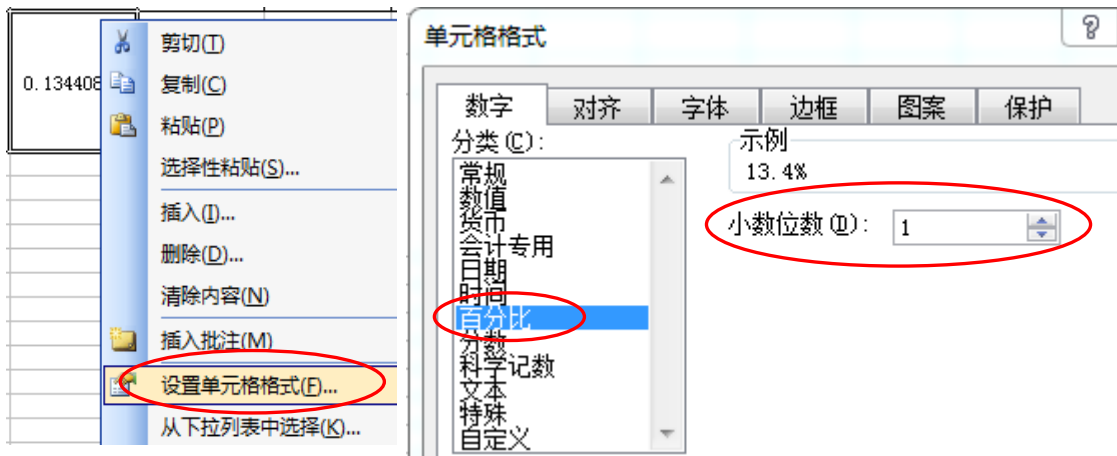 0.134408
剪切(T)
复制(C)
粘贴(P)
选择性粘贴(S)...
插入(I)...
删除(D)...
清除内容(N)
插入批注(M)
设置单元格格式(F)...
从下拉列表中选择(K)...
单元格格式
?
数字 对齐 字体 边框 图案 保护
分类(C):
常规
数值
货币
会计专用
日期
时间
百分比
分数
科学记数
文本
特殊
自定义
示例
13.4%
小数位数(D): 1